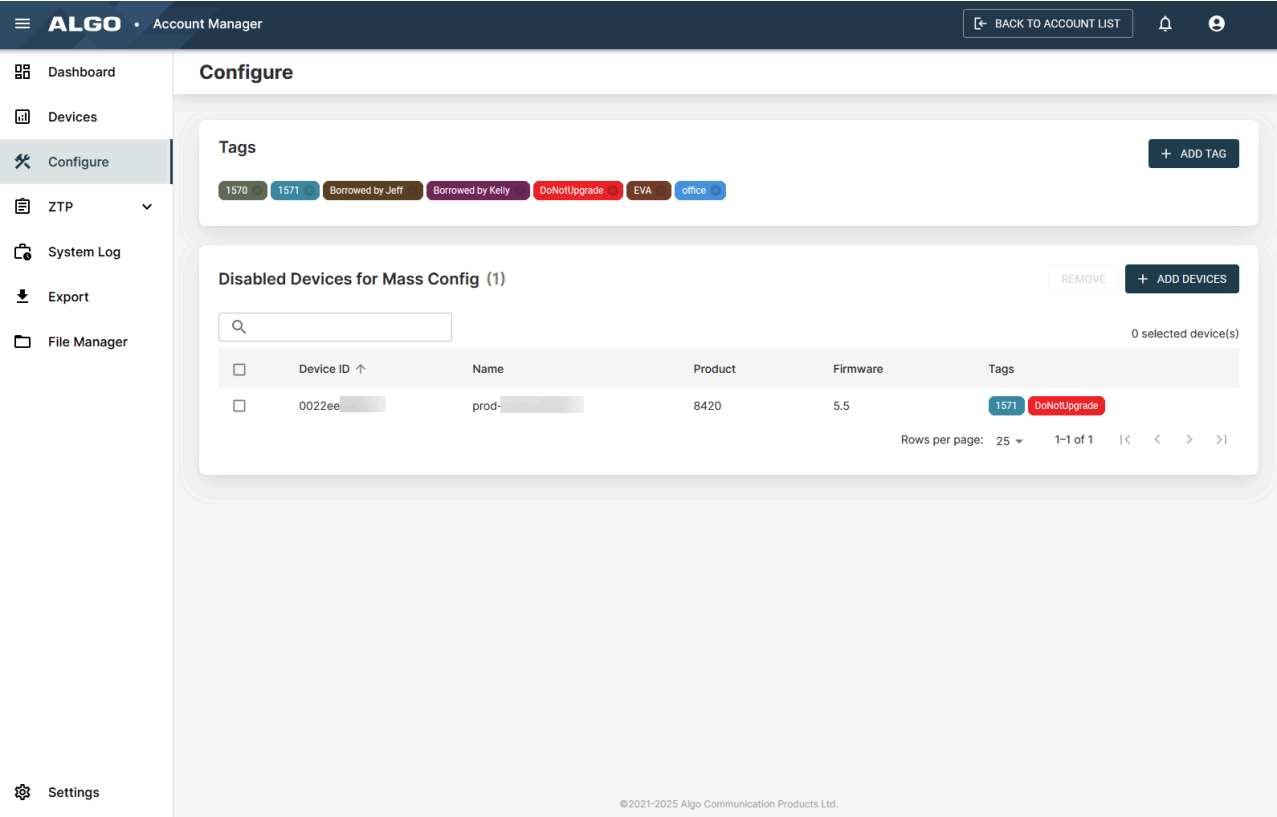 ALGO • Account Manager BACK TO ACCOUNT LIST
Dashboard
Devices
Configure
ZTP
System Log
Export
File Manager
Settings
Configure
Tags
+ ADD TAG
1570 1571 Borrowed by Jeff Borrowed by Kelly DoNotUpgrade EVA office
Disabled Devices for Mass Config (1)
REMOVE + ADD DEVICES
0 selected device(s)
Device ID Name Product Firmware Tags
0022ee prod- 8420 5.5 1571 DoNotUpgrade
Rows per page: 25 1–1 of 1
©2021-2025 Algo Communication Products Ltd.